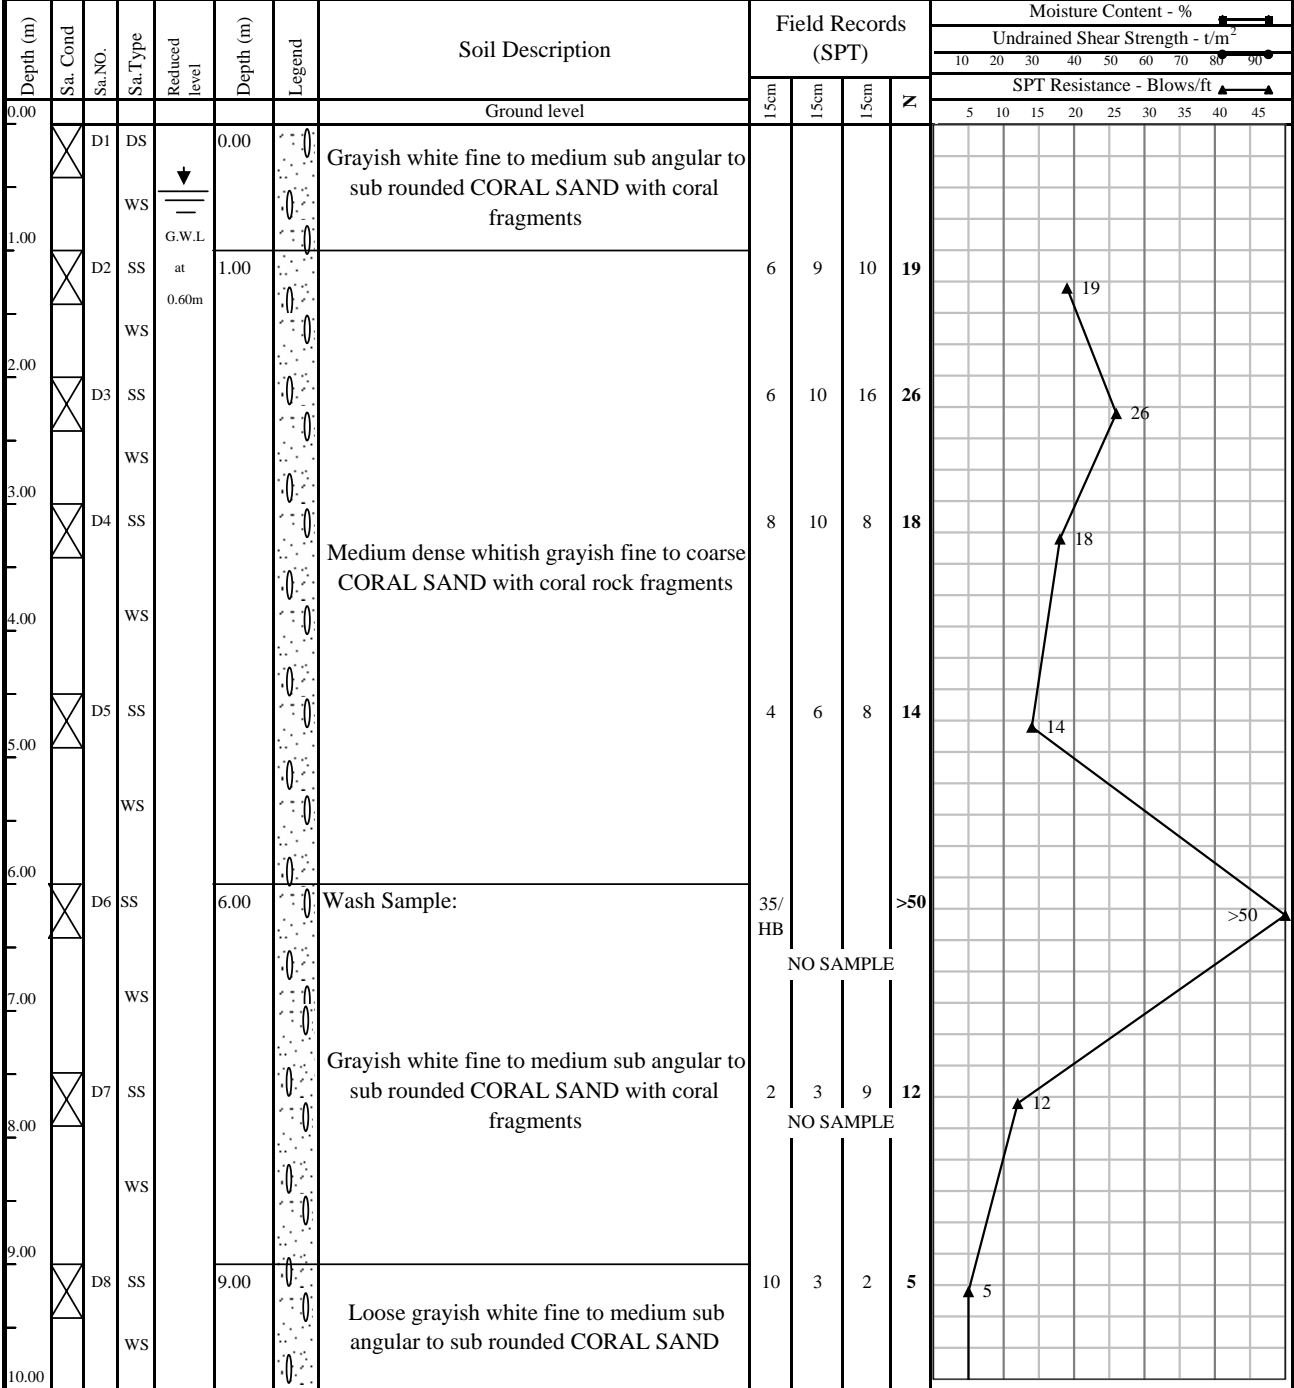 Depth (m)
Sa. Cond
Sa.NO.
Sa.Type
Reduced
level
Depth (m)
Legend
Soil Description
Field Records
(SPT)
15cm
15cm
15cm
N
Moisture Content - %
Undrained Shear Strength - t/m2
10 20 30 40 50 60 70 80 90
SPT Resistance - Blows/ft
5 10 15 20 25 30 35 40 45
0.00
Ground level
D1 DS 0.00
Grayish white fine to medium sub angular to
sub rounded CORAL SAND with coral
fragments
WS
G.W.L
at
0.60m
1.00
D2 SS 1.00 6 9 10 19
19
WS
2.00
D3 SS 6 10 16 26
26
WS
3.00
D4 SS 8 10 8 18
18
Medium dense whitish grayish fine to coarse
CORAL SAND with coral rock fragments
WS
4.00
D5 SS 4 6 8 14
14
5.00
WS
6.00
D6 SS 6.00 Wash Sample: 35/ >50
HB
>50
NO SAMPLE
WS
7.00
Grayish white fine to medium sub angular to
sub rounded CORAL SAND with coral
fragments
D7 SS 2 3 9 12
12
NO SAMPLE
8.00
WS
9.00
D8 SS 9.00 10 3 2 5
5
Loose grayish white fine to medium sub
angular to sub rounded CORAL SAND
WS
10.00